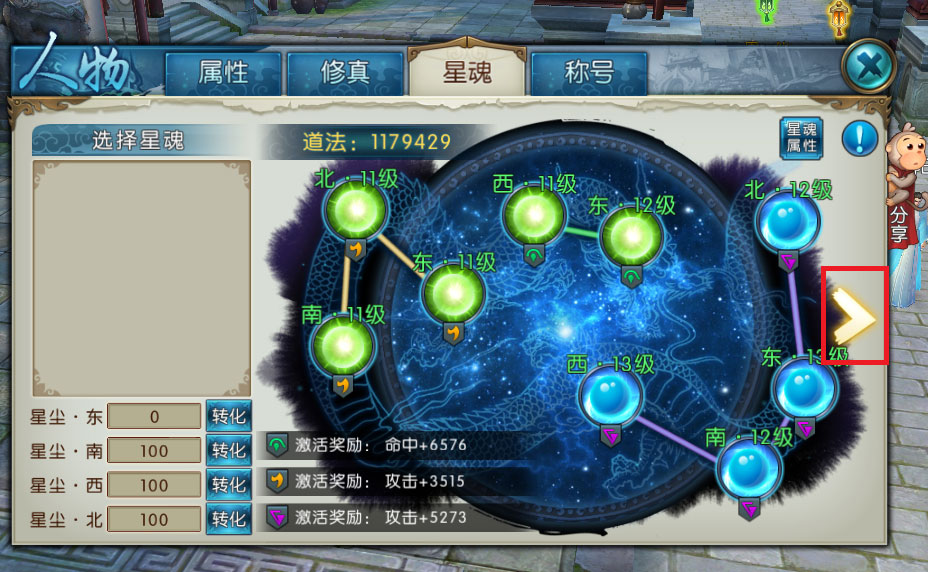 人物
属性
修真
星魂
称号
选择星魂
道法：1179429
星魂
属性
分享
北·11级
西·11级
东·12级
北·12级
东·11级
南·11级
西·13级
东·13级
南·12级
星尘·东 0 转化
星尘·南 100 转化
星尘·西 100 转化
星尘·北 100 转化
激活奖励：命中+6576
激活奖励：攻击+3515
激活奖励：攻击+5273